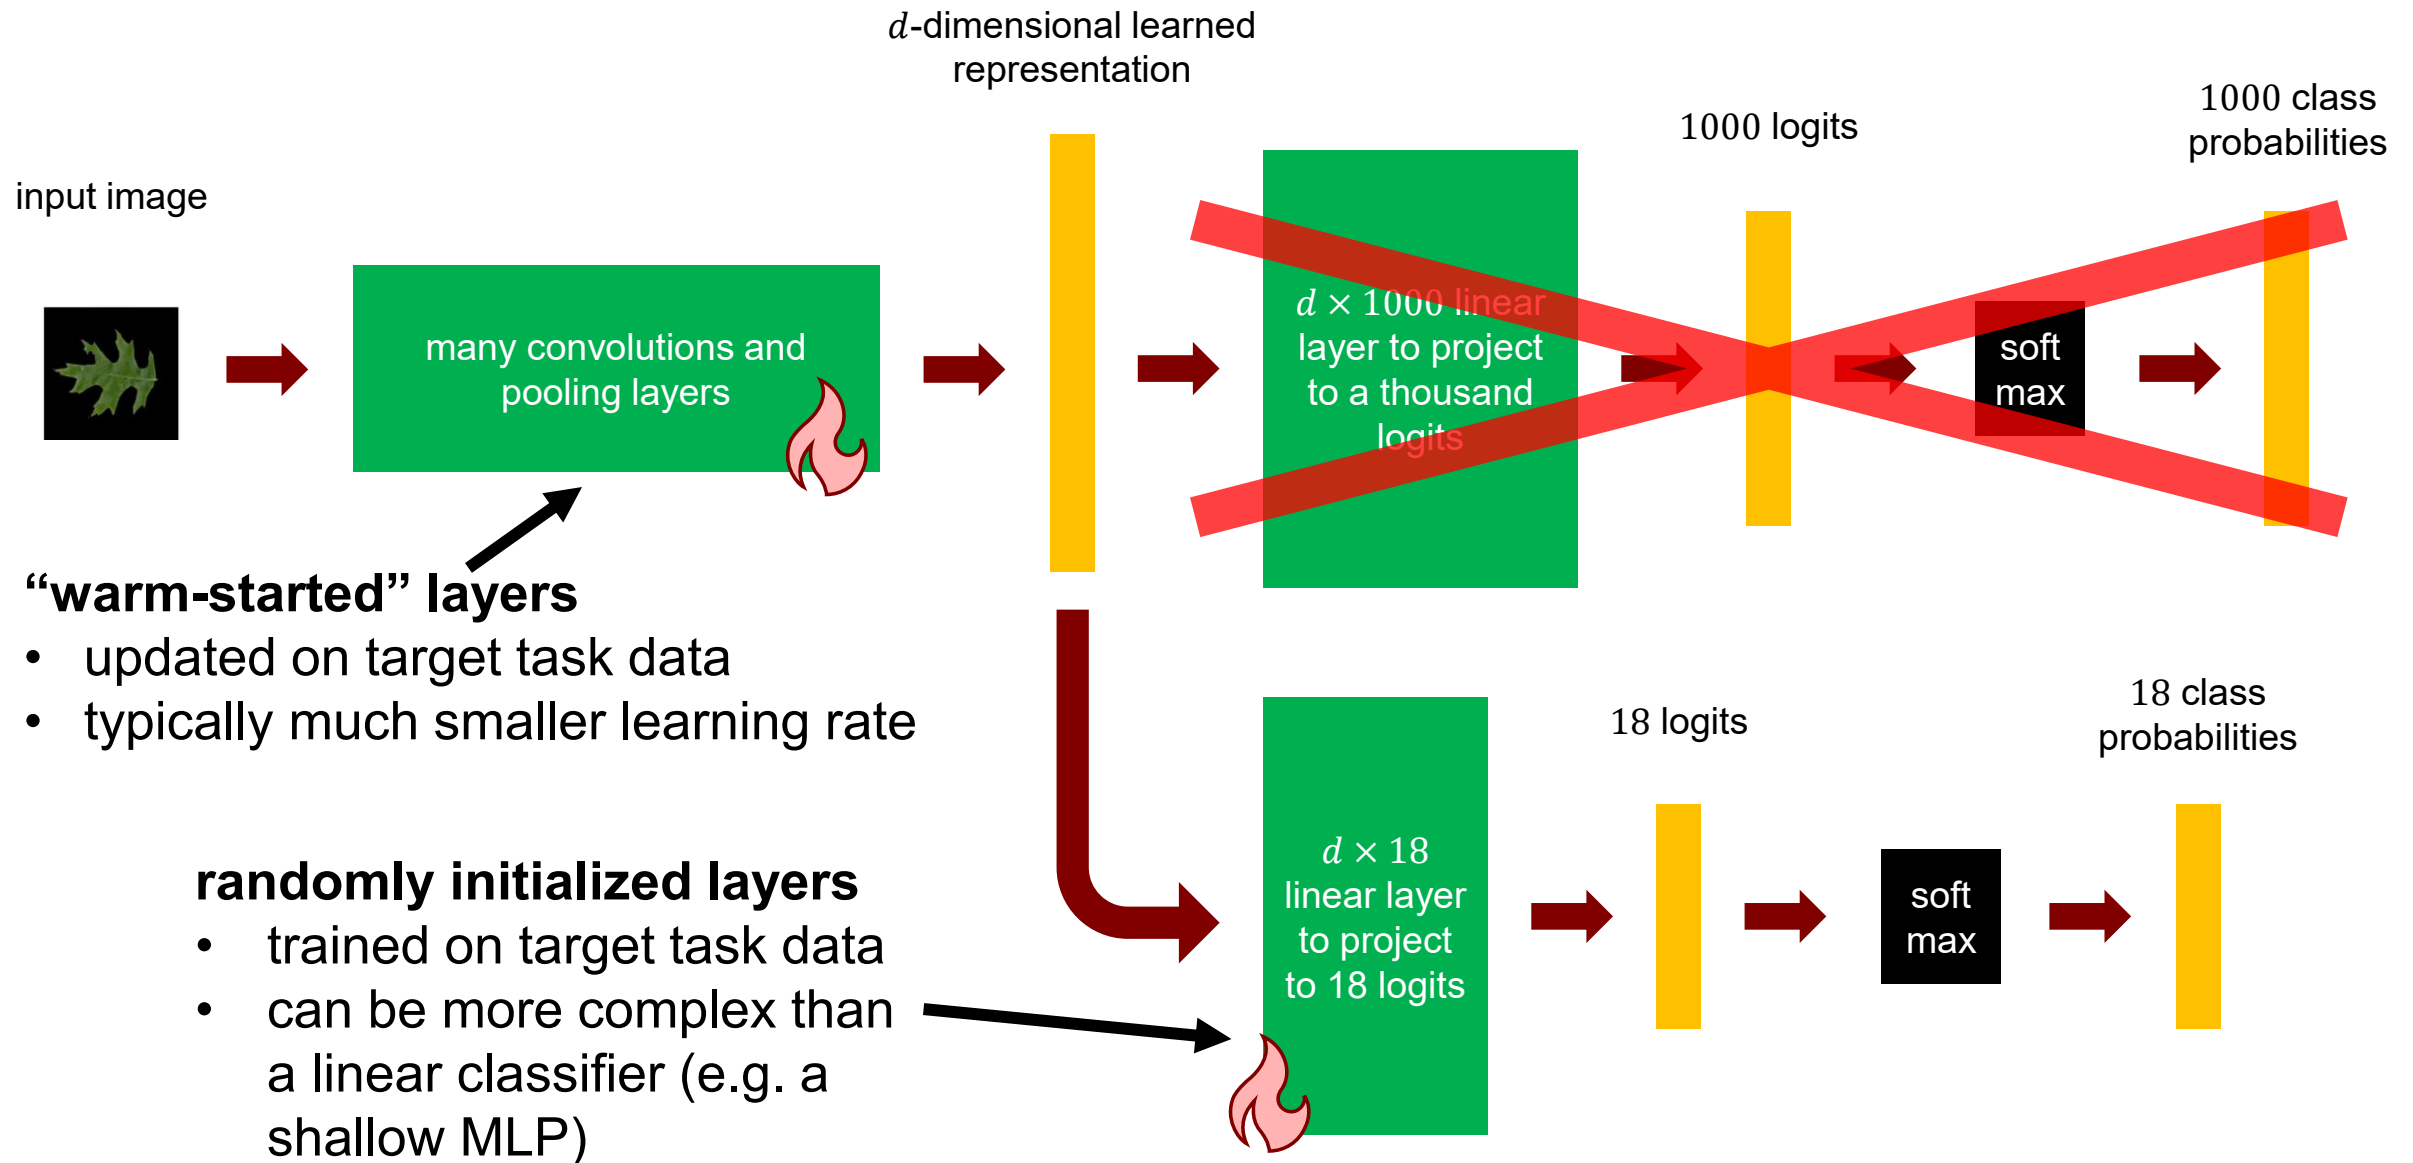 d-dimensional learned
representation
1000 class
probabilities
1000 logits
input image
many convolutions and
pooling layers
d × 1000 linear
layer to project
to a thousand
logits
soft
max
“warm-started” layers
• updated on target task data
• typically much smaller learning rate
18 class
probabilities
18 logits
randomly initialized layers
• trained on target task data
• can be more complex than
a linear classifier (e.g. a
shallow MLP)
d × 18
linear layer
to project
to 18 logits
soft
max